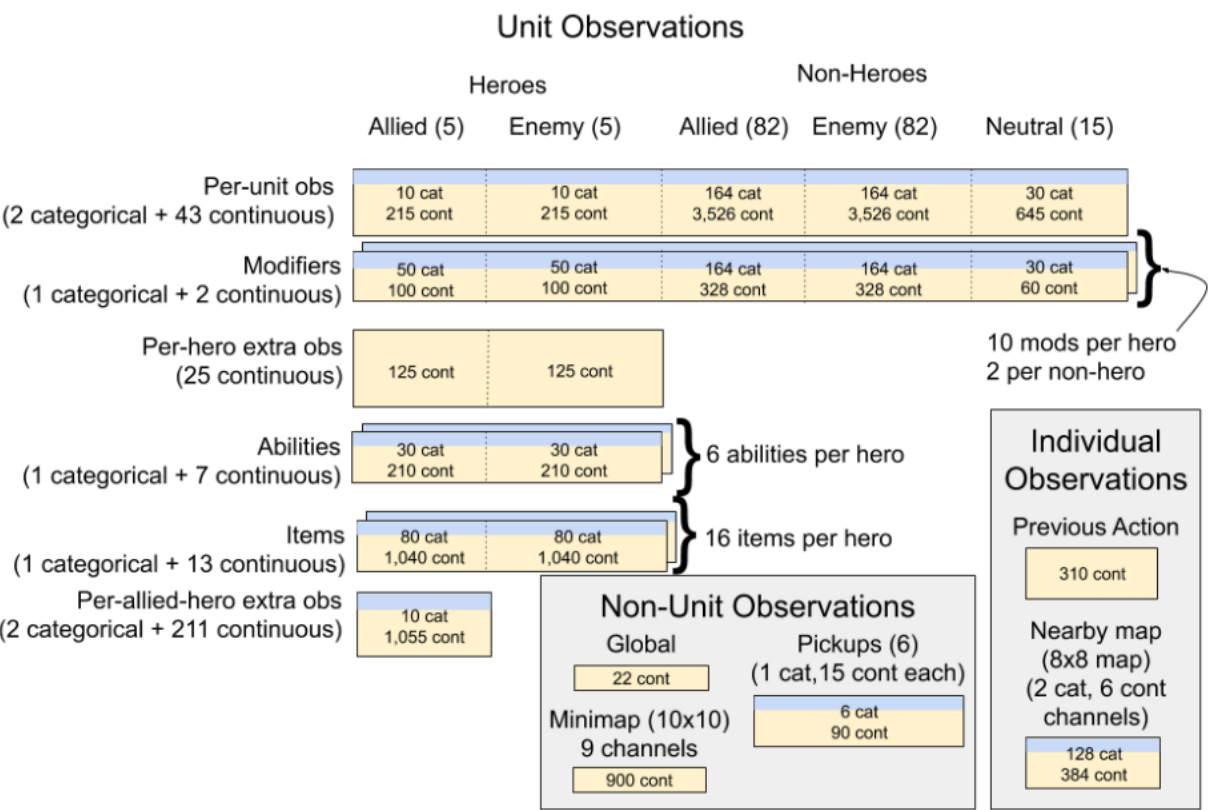 Unit Observations
Heroes
Non-Heroes
Allied (5)
Enemy (5)
Allied (82)
Enemy (82)
Neutral (15)
Per-unit obs
(2 categorical + 43 continuous)
10 cat
215 cont
10 cat
215 cont
164 cat
3,526 cont
164 cat
3,526 cont
30 cat
645 cont
Modifiers
(1 categorical + 2 continuous)
50 cat
100 cont
50 cat
100 cont
164 cat
328 cont
164 cat
328 cont
30 cat
60 cont
10 mods per hero
2 per non-hero
Per-hero extra obs
(25 continuous)
125 cont
125 cont
Abilities
(1 categorical + 7 continuous)
30 cat
210 cont
30 cat
210 cont
6 abilities per hero
Items
(1 categorical + 13 continuous)
80 cat
1,040 cont
80 cat
1,040 cont
16 items per hero
Per-allied-hero extra obs
(2 categorical + 211 continuous)
10 cat
1,055 cont
Non-Unit Observations
Global
22 cont
Minimap (10x10)
9 channels
900 cont
Pickups (6)
(1 cat,15 cont each)
6 cat
90 cont
Individual
Observations
Previous Action
310 cont
Nearby map
(8x8 map)
(2 cat, 6 cont
channels)
128 cat
384 cont